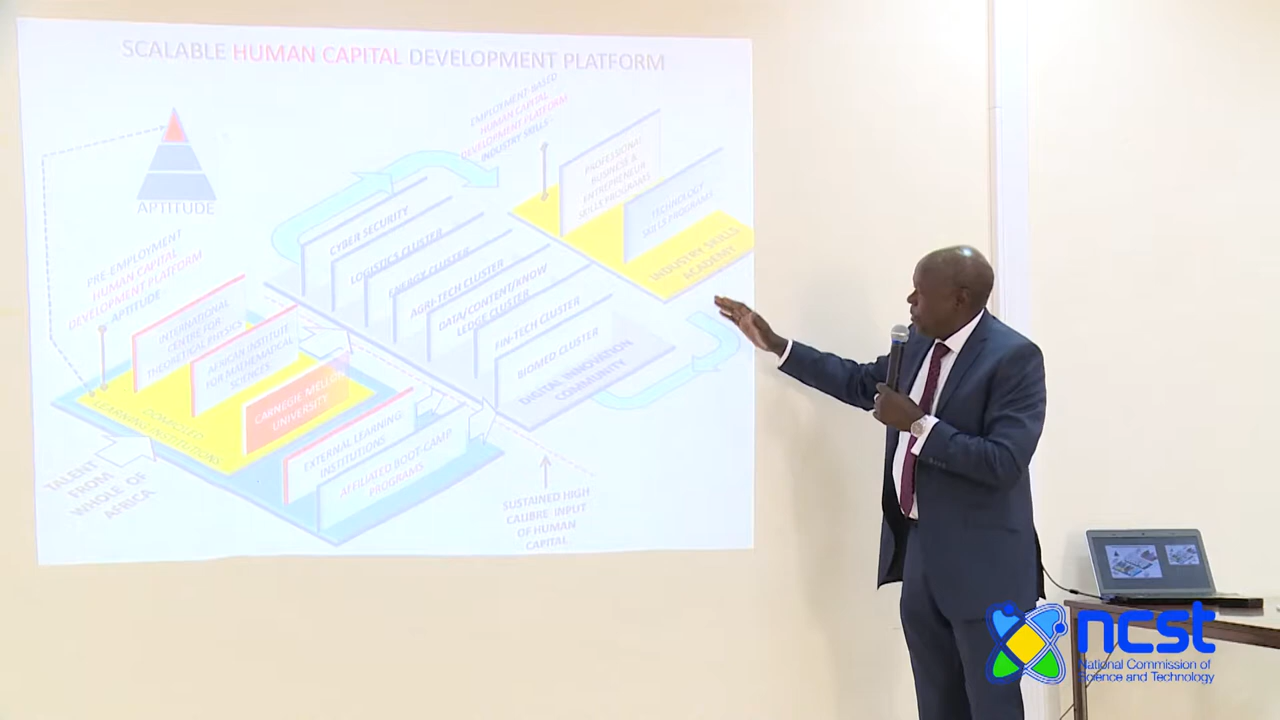 SCALABLE HUMAN CAPITAL DEVELOPMENT PLATFORM
APTITUDE
PRE-EMPLOYMENT
HUMAN CAPITAL
DEVELOPMENT PLATFORM
APTITUDE
INTERNATIONAL
CENTRE FOR
THEORETICAL PHYSICS
AFRICAN INSTITUTE
FOR MATHEMATICAL
SCIENCES
CARNEGIE MELLON
UNIVERSITY
LEARNING INSTITUTIONS
EXTERNAL LEARNING
INSTITUTIONS
AFFILIATED BOOT-CAMP
PROGRAMS
TALENT
FROM
WHOLE OF
AFRICA
CYBER SECURITY
LOGISTICS CLUSTER
ENERGY CLUSTER
AGRI-TECH CLUSTER
DATA/CONTENT/KNOW
LEDGE CLUSTER
FIN-TECH CLUSTER
BIOMED CLUSTER
DIGITAL INNOVATION
COMMUNITY
EMPLOYMENT-BASED
HUMAN CAPITAL
DEVELOPMENT PLATFORM
INDUSTRY SKILLS
PROFESSIONAL
BUSINESS &
ENTREPRENEUR
SKILLS PROGRAMS
TECHNOLOGY
SKILLS PROGRAMS
INDUSTRY SKILLS
ACADEMY
SUSTAINED HIGH
CALIBRE INPUT
OF HUMAN
CAPITAL
ncst
National Commission of
Science and Technology